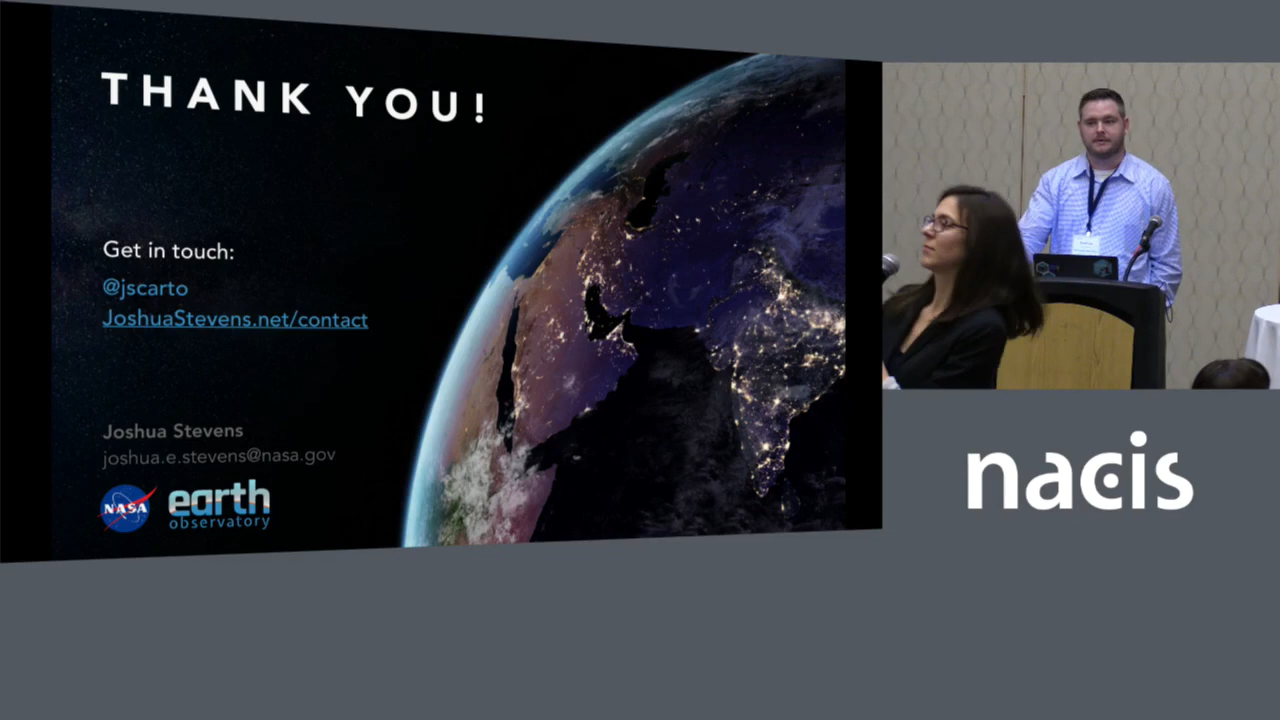 THANK YOU!
Get in touch:
@jscarto
JoshuaStevens.net/contact
Joshua Stevens
joshua.e.stevens@nasa.gov
NASA
earth
observatory
nacis